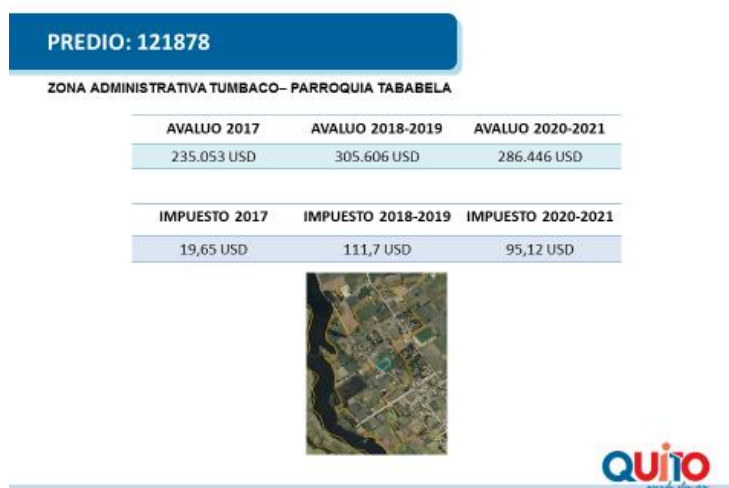 PREDIO: 121878
ZONA ADMINISTRATIVA TUMBACO– PARROQUIA TABABELA
AVALUO 2017 AVALUO 2018-2019 AVALUO 2020-2021
235.053 USD 305.606 USD 286.446 USD
IMPUESTO 2017 IMPUESTO 2018-2019 IMPUESTO 2020-2021
19,65 USD 111,7 USD 95,12 USD
QUITO